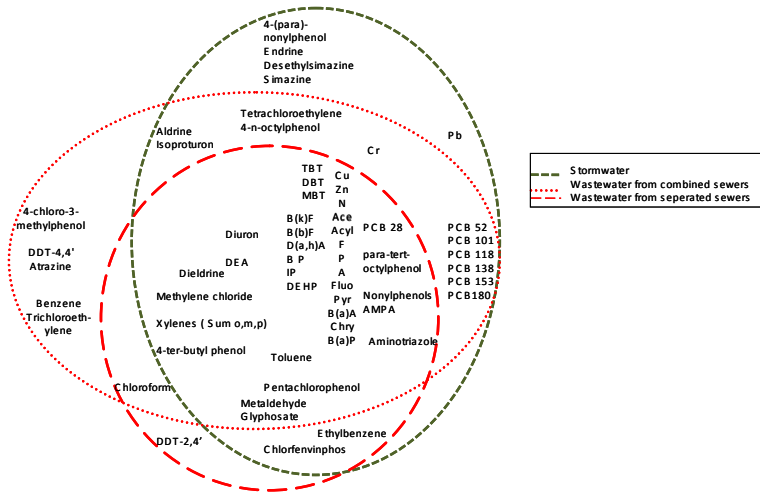 4-(para)-
nonylphenol
Endrine
Desethylsimazine
Simazine
Tetrachloroethylene
4-n-octylphenol
Aldrine
Isoproturon
Cr
Pb
Stormwater
Wastewater from combined sewers
Wastewater from seperated sewers
TBT
DBT
MBT
Cu
Zn
N
Ace
Acyl
F
P
A
Fluo
Pyr
B(a)A
Chry
B(a)P
B(k)F
B(b)F
D(a,h)A
B P
IP
DEHP
4-chloro-3-
methylphenol
DDT-4,4'
Atrazine
Benzene
Trichloroeth-
ylene
Diuron
DEA
Dieldrine
Methylene chloride
Xylenes ( Sum o,m,p)
4-ter-butyl phenol
Toluene
PCB 28
para-tert-
octylphenol
Nonylphenols
AMPA
Aminotriazole
PCB 52
PCB 101
PCB 118
PCB 138
PCB 153
PCB180
Chloroform
Pentachlorophenol
Metaldehyde
Glyphosate
DDT-2,4’
Ethylbenzene
Chlorfenvinphos